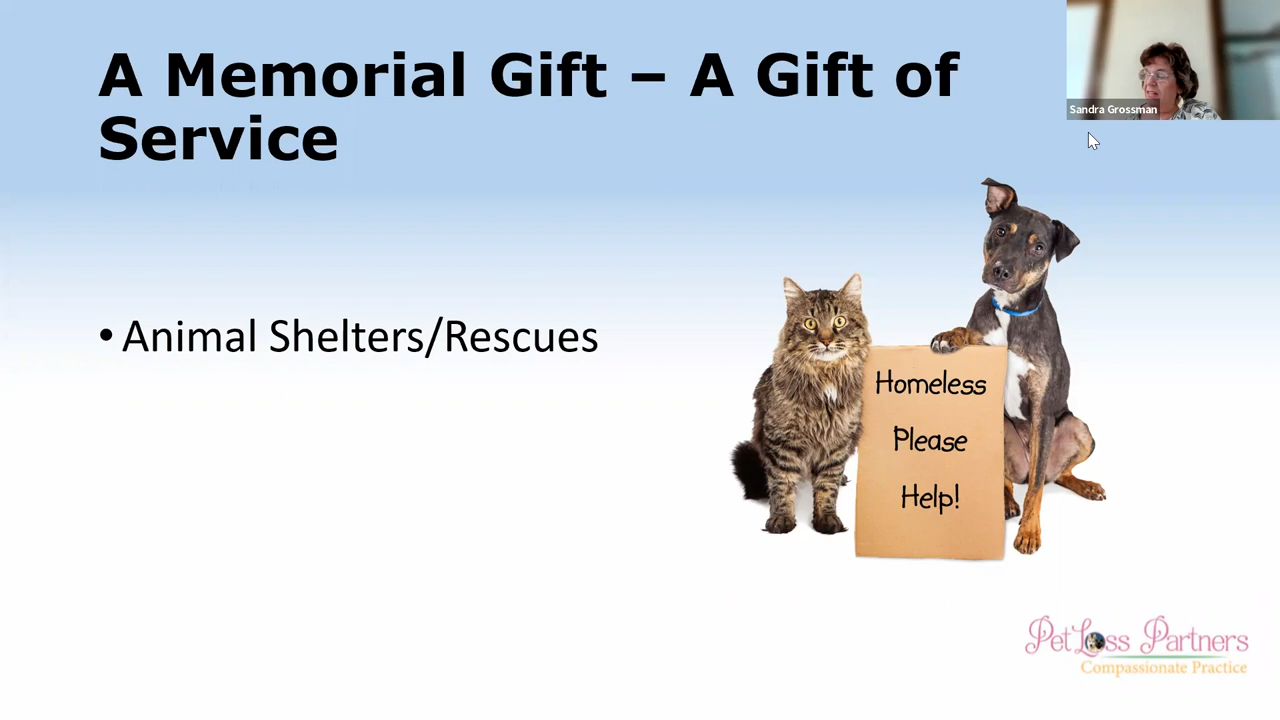 A Memorial Gift – A Gift of
Service
Sandra Grossman
• Animal Shelters/Rescues
Homeless
Please
Help!
Pet Loss Partners
Compassionate Practice